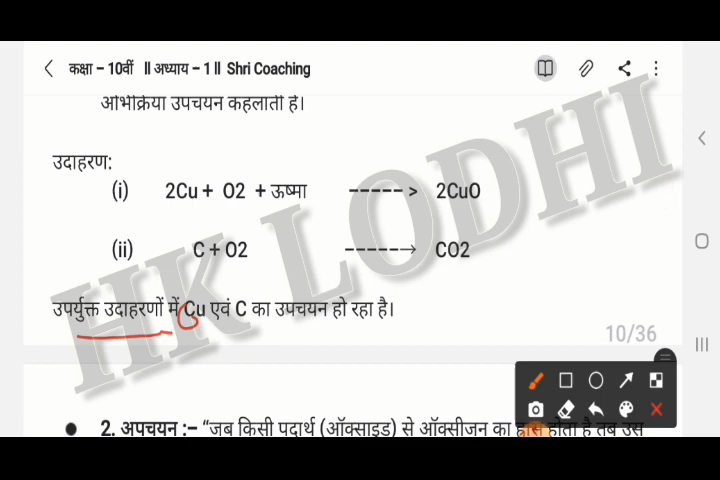 कक्षा – 10वीं ॥ अध्याय – 1 ॥ Shri Coaching
अभिक्रिया उपचयन कहलाती है।
उदाहरण:
(i) 2Cu + O2 + ऊष्मा -----> 2CuO
(ii) C + O2 -----→ CO2
उपर्युक्त उदाहरणों में Cu एवं C का उपचयन हो रहा है।
10/36
HK LODHI
2. अपचयन :– “जब किसी पदार्थ (ऑक्साइड) से ऑक्सीजन का ह्रास होता है तब उस